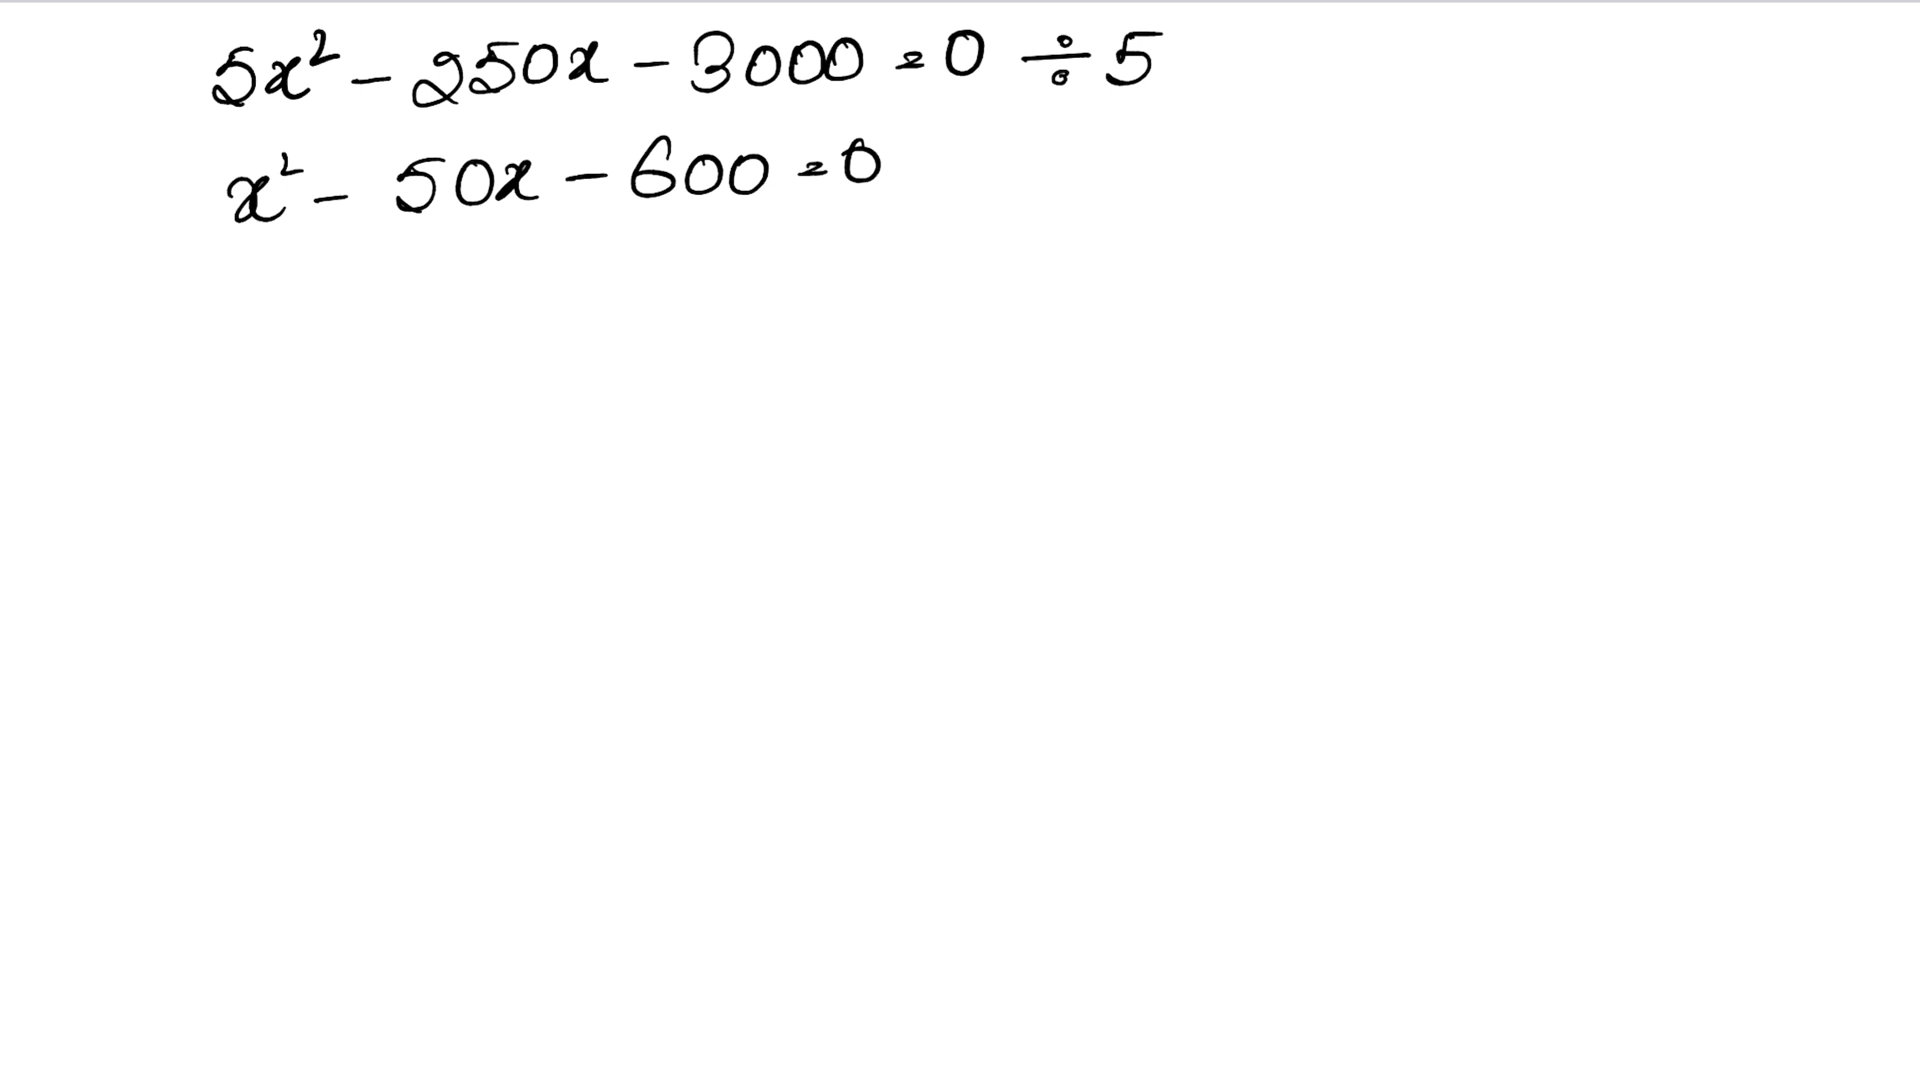 5x² - 250x - 3000 = 0 ÷ 5
x² - 50x - 600 = 0